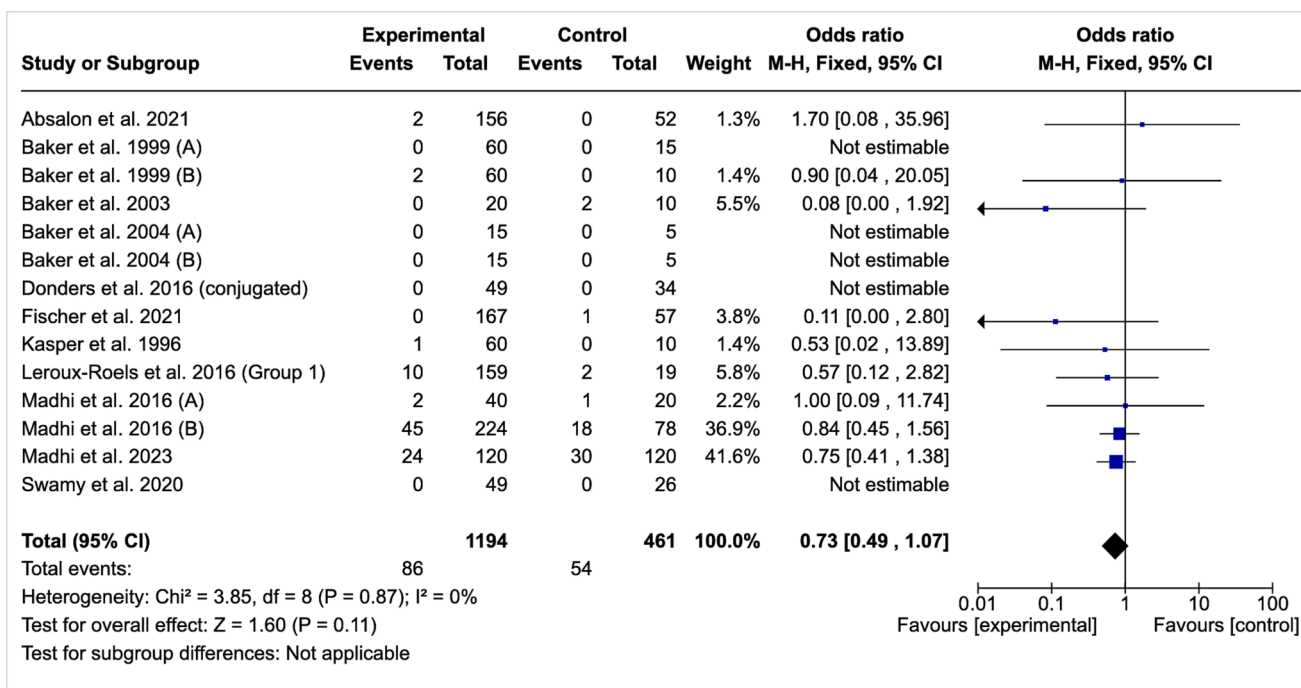 Experimental Control Odds ratio Odds ratio
Study or Subgroup Events Total Events Total Weight M-H, Fixed, 95% CI M-H, Fixed, 95% CI
Absalon et al. 2021 2 156 0 52 1.3% 1.70 [0.08 , 35.96]
Baker et al. 1999 (A) 0 60 0 15 Not estimable
Baker et al. 1999 (B) 2 60 0 10 1.4% 0.90 [0.04 , 20.05]
Baker et al. 2003 0 20 2 10 5.5% 0.08 [0.00 , 1.92]
Baker et al. 2004 (A) 0 15 0 5 Not estimable
Baker et al. 2004 (B) 0 15 0 5 Not estimable
Donders et al. 2016 (conjugated) 0 49 0 34 Not estimable
Fischer et al. 2021 0 167 1 57 3.8% 0.11 [0.00 , 2.80]
Kasper et al. 1996 1 60 0 10 1.4% 0.53 [0.02 , 13.89]
Leroux-Roels et al. 2016 (Group 1) 10 159 2 19 5.8% 0.57 [0.12 , 2.82]
Madhi et al. 2016 (A) 2 40 1 20 2.2% 1.00 [0.09 , 11.74]
Madhi et al. 2016 (B) 45 224 18 78 36.9% 0.84 [0.45 , 1.56]
Madhi et al. 2023 24 120 30 120 41.6% 0.75 [0.41 , 1.38]
Swamy et al. 2020 0 49 0 26 Not estimable
Total (95% CI) 1194 461 100.0% 0.73 [0.49 , 1.07]
Total events: 86 54
Heterogeneity: Chi² = 3.85, df = 8 (P = 0.87); I² = 0%
Test for overall effect: Z = 1.60 (P = 0.11)
Test for subgroup differences: Not applicable
0.01 0.1 1 10 100
Favours [experimental] Favours [control]